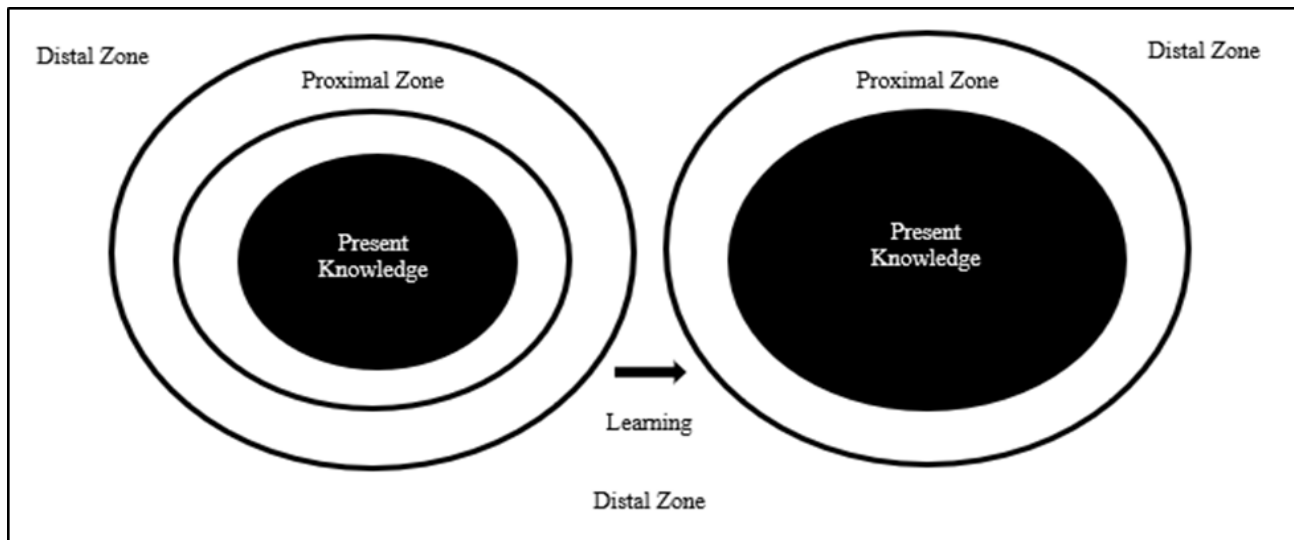 Distal Zone
Proximal Zone
Present
Knowledge
Proximal Zone
Distal Zone
Present
Knowledge
Learning
Distal Zone